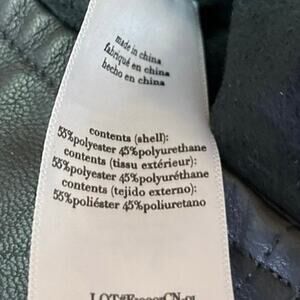 made in china
fabriqué en china
hecho en china
contents (shell):
55%polyester 45%polyurethane
contents (tissu extérieur):
55%polyester 45%polyuréthane
contents (tejido externo):
55%poliéster 45%poliuretano